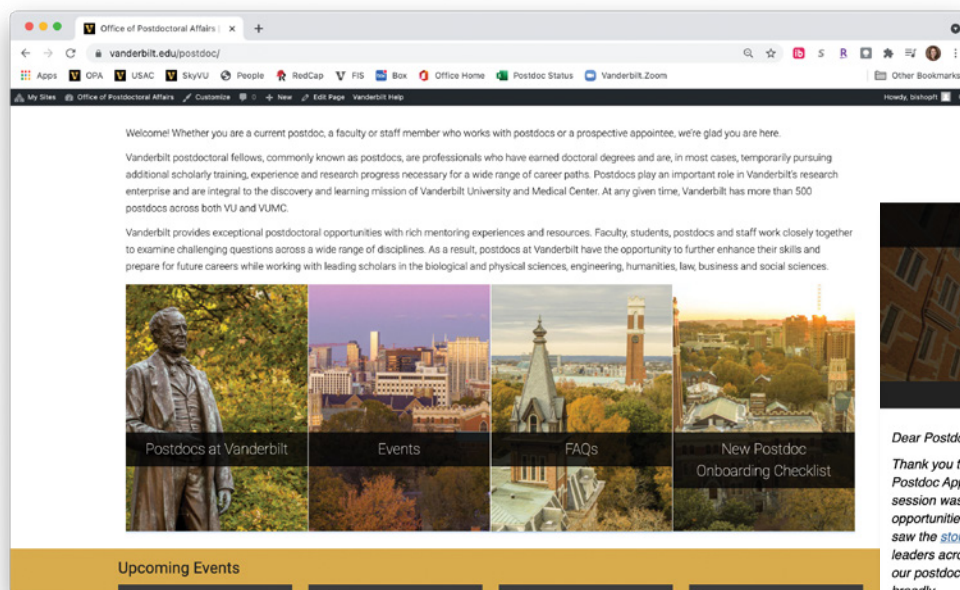 Office of Postdoctoral Affairs |
vanderbilt.edu/postdoc/
Apps OPA USAC SkyVU People RedCap FIS Box Office Home Postdoc Status Vanderbilt.Zoom Other Bookmarks
My Sites Office of Postdoctoral Affairs Customize 0 New Edit Page Vanderbilt Help Howdy, bishopft
Welcome! Whether you are a current postdoc, a faculty or staff member who works with postdocs or a prospective appointee, we're glad you are here.
Vanderbilt postdoctoral fellows, commonly known as postdocs, are professionals who have earned doctoral degrees and are, in most cases, temporarily pursuing
additional scholarly training, experience and research progress necessary for a wide range of career paths. Postdocs play an important role in Vanderbilt's research
enterprise and are integral to the discovery and learning mission of Vanderbilt University and Medical Center. At any given time, Vanderbilt has more than 500
postdocs across both VU and VUMC.
Vanderbilt provides exceptional postdoctoral opportunities with rich mentoring experiences and resources. Faculty, students, postdocs and staff work closely together
to examine challenging questions across a wide range of disciplines. As a result, postdocs at Vanderbilt have the opportunity to further enhance their skills and
prepare for future careers while working with leading scholars in the biological and physical sciences, engineering, humanities, law, business and social sciences.
Postdocs at Vanderbilt
Events
FAQs
New Postdoc
Onboarding Checklist
Upcoming Events
Dear Postdo
Thank you
Postdoc App
session was
opportunitie
saw the
leaders acro
our postdoc
broadly